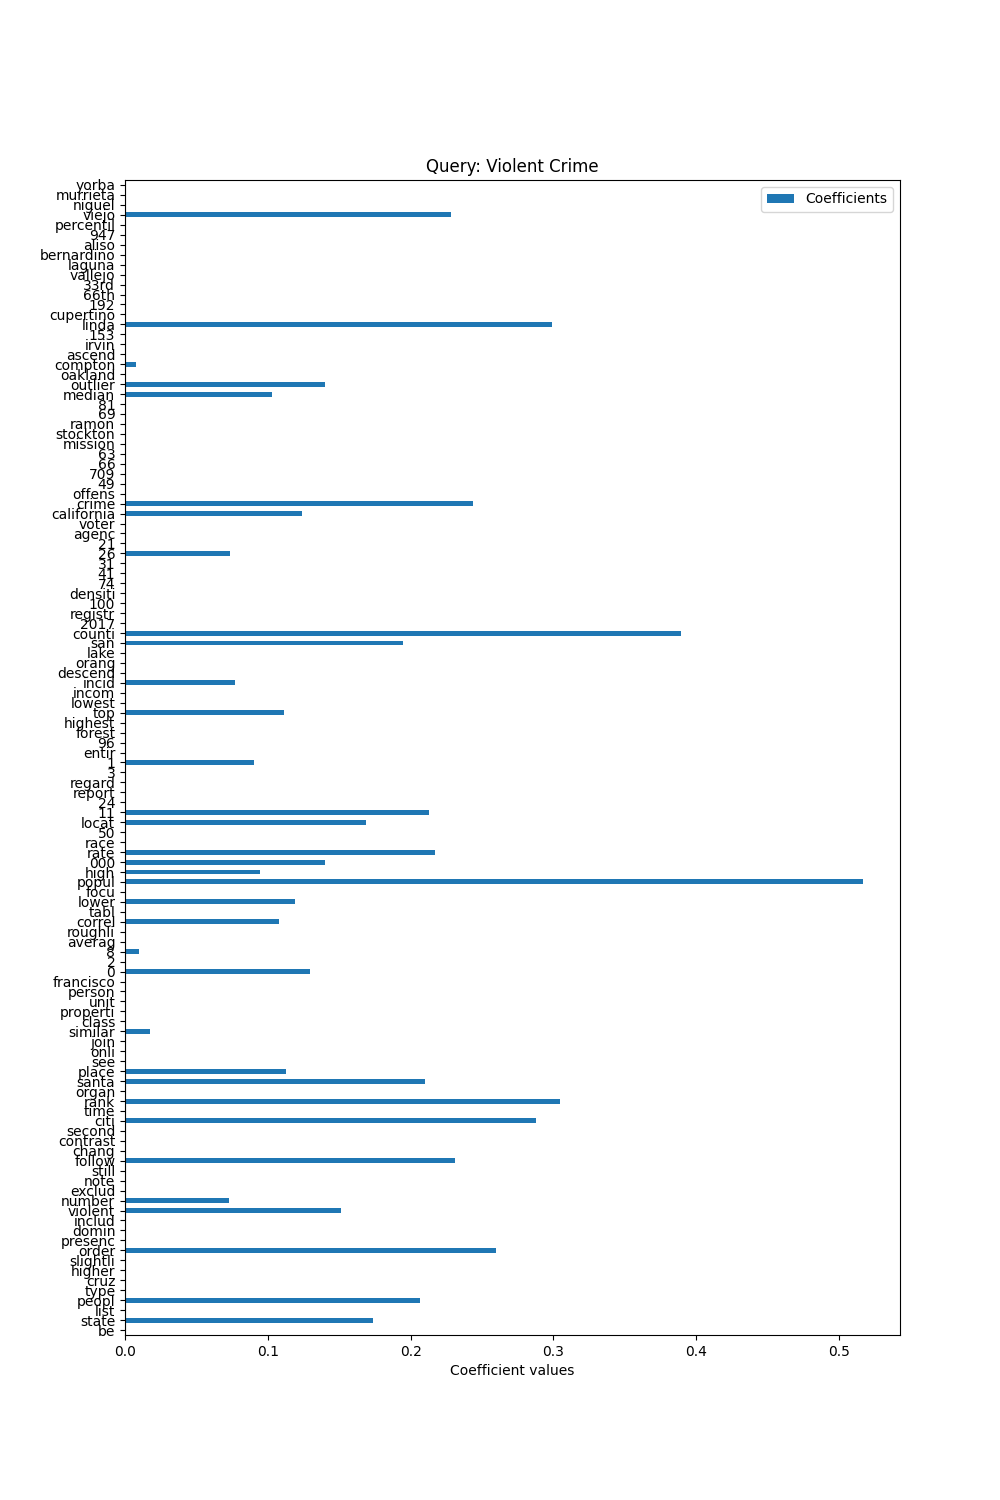 Query: Violent Crime
Coefficients
yorba
murrieta
niguel
viejo
percentil
947
aliso
bernardino
laguna
vallejo
33rd
66th
192
cupertino
linda
153
irvin
ascend
compton
oakland
outlier
median
81
69
ramon
stockton
mission
63
66
709
49
offens
crime
california
voter
agenc
21
26
31
41
74
densiti
100
registr
2017
counti
san
lake
orang
descend
incid
incom
lowest
top
highest
forest
96
entir
1
3
regard
report
24
11
locat
50
race
rate
000
high
popul
focu
lower
tabl
correl
roughli
averag
8
2
0
francisco
person
unit
properti
class
similar
join
onli
see
place
santa
organ
rank
time
citi
second
contrast
chang
follow
still
note
exclud
number
violent
includ
domin
presenc
order
slightli
higher
cruz
type
peopl
list
state
be
0.0 0.1 0.2 0.3 0.4 0.5
Coefficient values